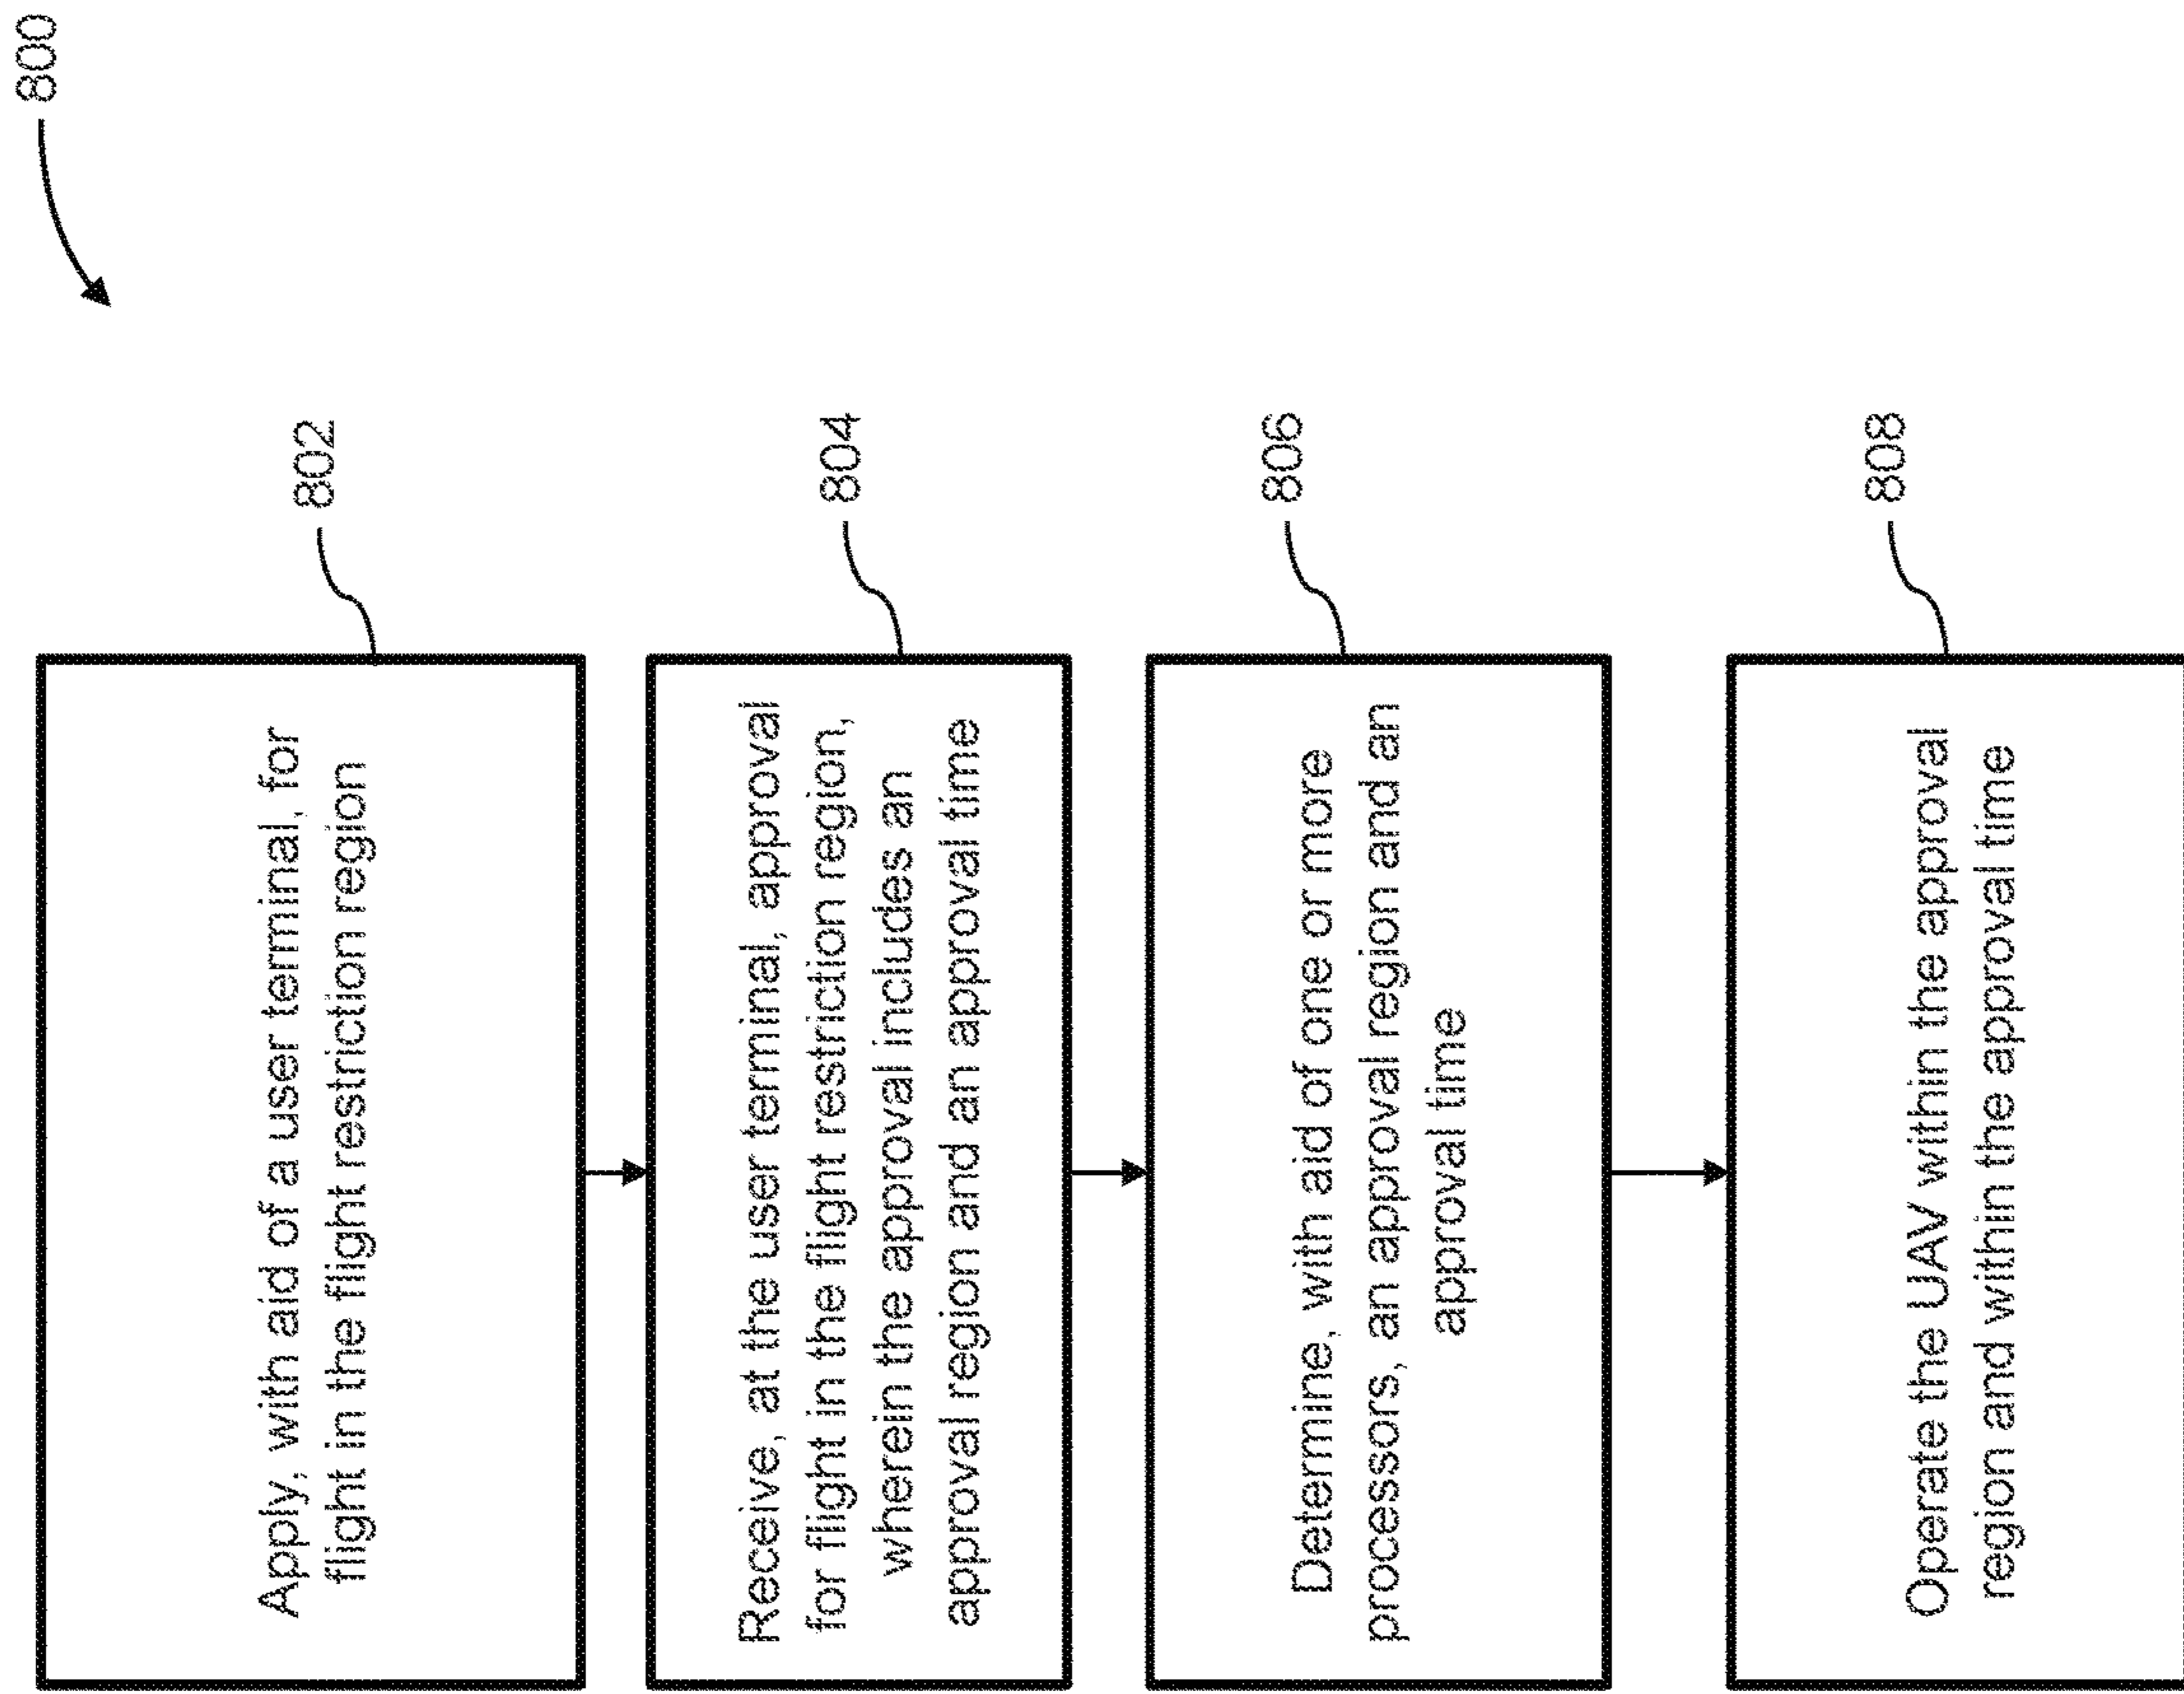 800
Apply, with aid of a user terminal, for
flight in the flight restriction region
802
Receive, at the user terminal, approval
for flight in the flight restriction region,
wherein the approval includes an
approval region and an approval time
804
Determine, with aid of one or more
processors, an approval region and an
approval time
806
Operate the UAV within the approval
region and within the approval time
808